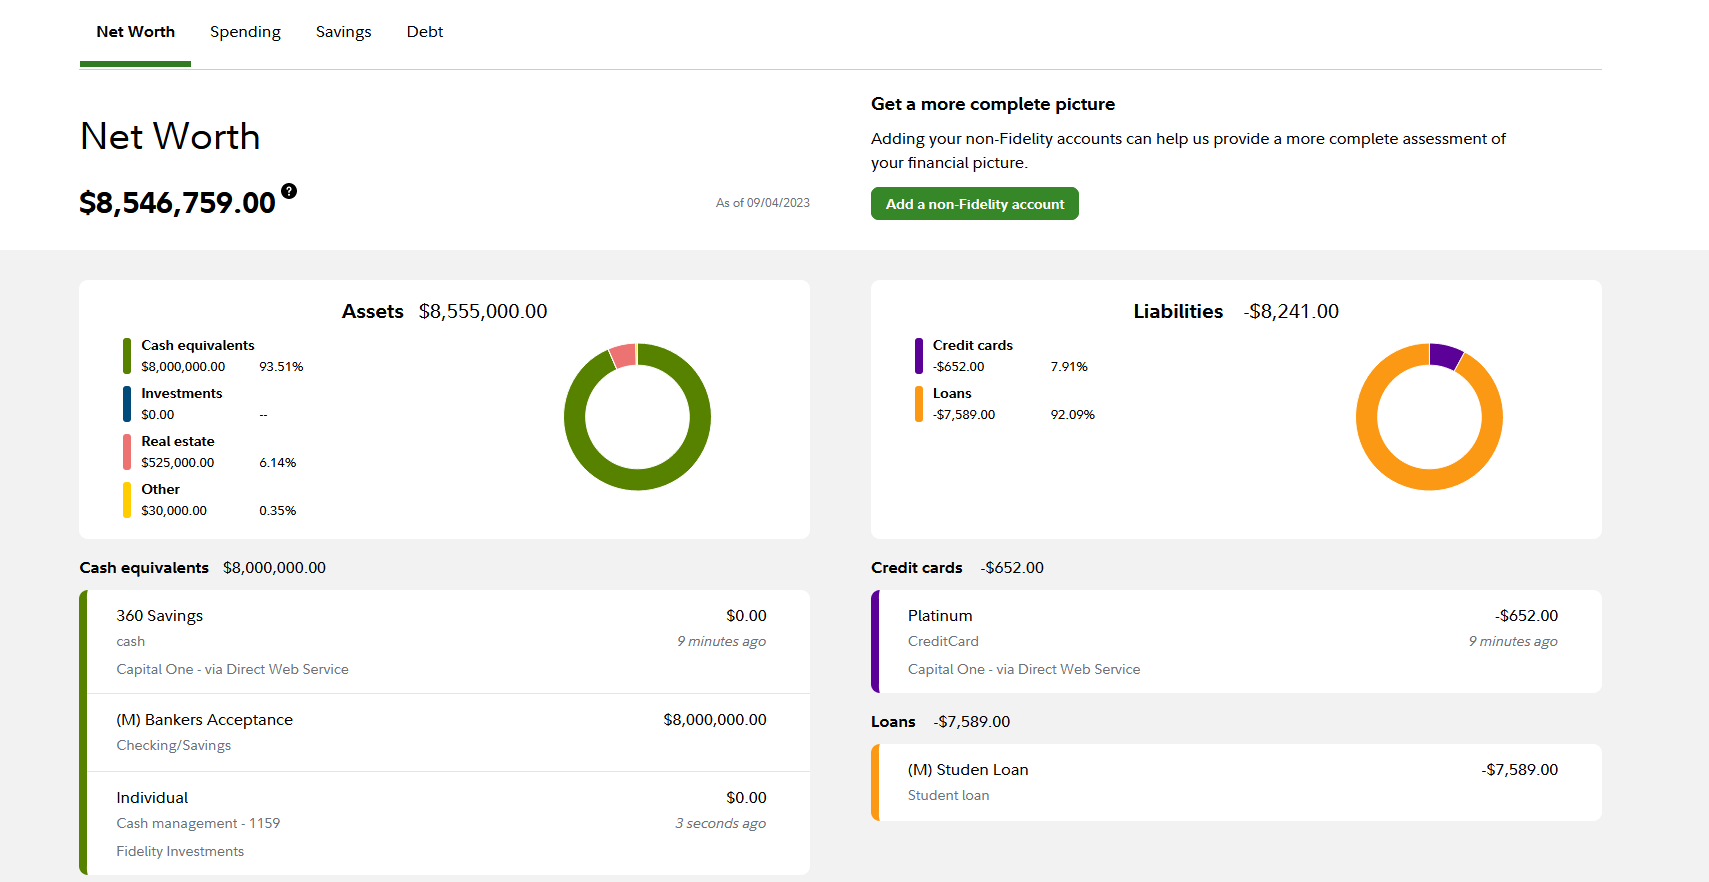 Net Worth Spending Savings Debt
Net Worth
$8,546,759.00 ?
As of 09/04/2023
Get a more complete picture
Adding your non-Fidelity accounts can help us provide a more complete assessment of
your financial picture.
Add a non-Fidelity account
Assets $8,555,000.00
Cash equivalents
$8,000,000.00 93.51%
Investments
$0.00 --
Real estate
$525,000.00 6.14%
Other
$30,000.00 0.35%
Liabilities -$8,241.00
Credit cards
-$652.00 7.91%
Loans
-$7,589.00 92.09%
Cash equivalents $8,000,000.00
360 Savings $0.00
cash 9 minutes ago
Capital One - via Direct Web Service
(M) Bankers Acceptance $8,000,000.00
Checking/Savings
Individual $0.00
Cash management - 1159 3 seconds ago
Fidelity Investments
Credit cards -$652.00
Platinum -$652.00
CreditCard 9 minutes ago
Capital One - via Direct Web Service
Loans -$7,589.00
(M) Studen Loan -$7,589.00
Student loan